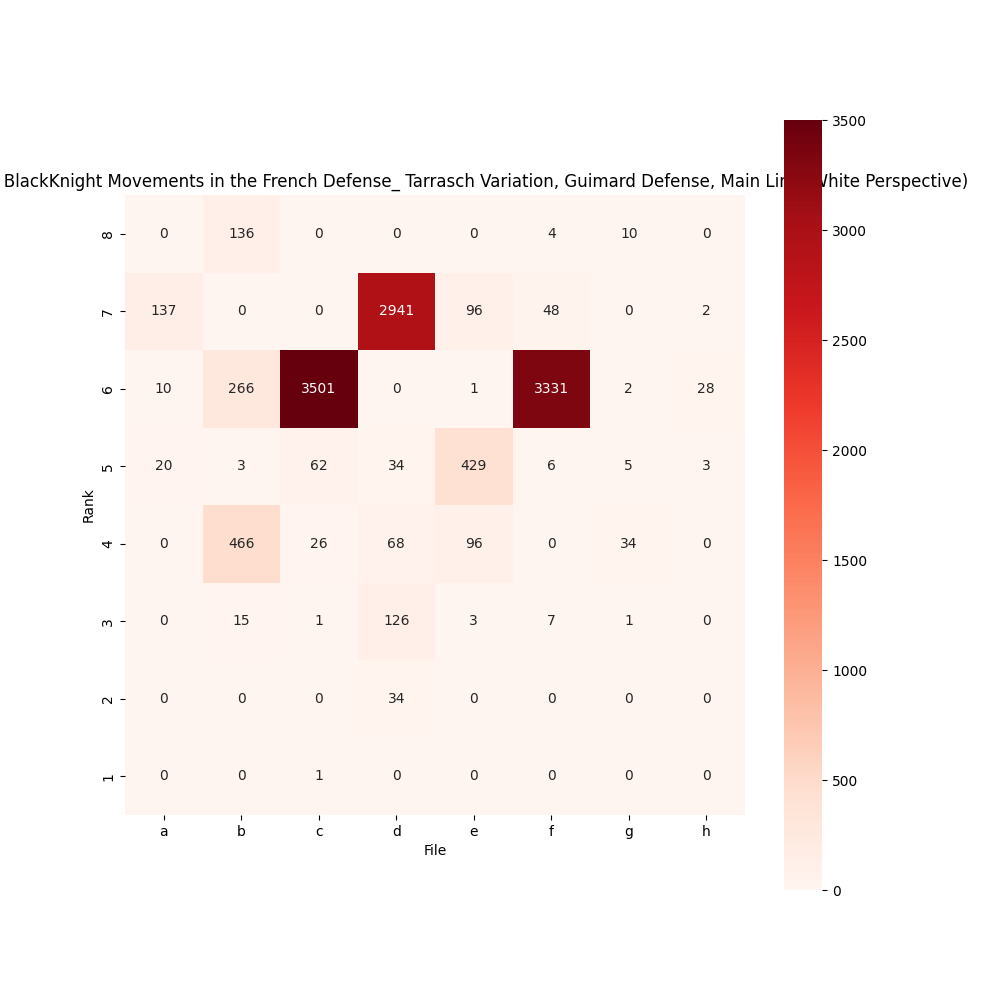 BlackKnight Movements in the French Defense_ Tarrasch Variation, Guimard Defense, Main Lin White Perspective)
3500
3000
2500
2000
1500
1000
500
0
Rank
8 0 136 0 0 0 4 10 0
7 137 0 0 2941 96 48 0 2
6 10 266 3501 0 1 3331 2 28
5 20 3 62 34 429 6 5 3
4 0 466 26 68 96 0 34 0
3 0 15 1 126 3 7 1 0
2 0 0 0 34 0 0 0 0
1 0 0 1 0 0 0 0 0
a b c d e f g h
File